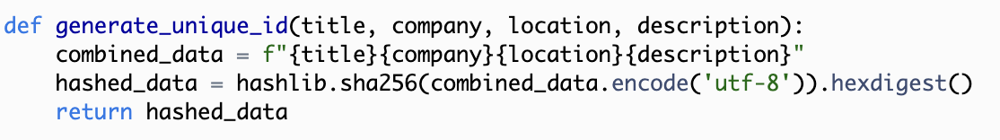 def generate_unique_id(title, company, location, description):
    combined_data = f"{title}{company}{location}{description}"
    hashed_data = hashlib.sha256(combined_data.encode('utf-8')).hexdigest()
    return hashed_data